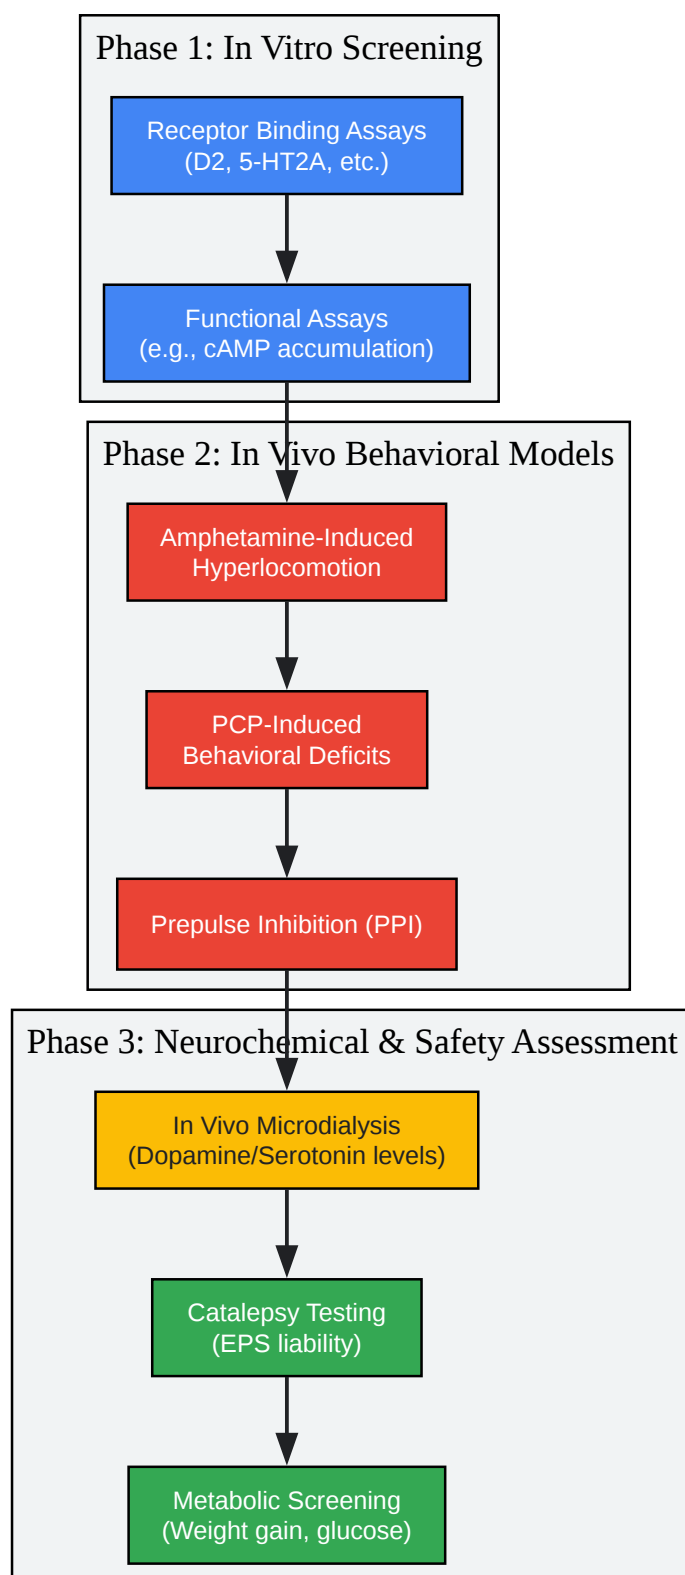 Phase 1: In Vitro Screening
Receptor Binding Assays
(D2, 5-HT2A, etc.)
Functional Assays
(e.g., cAMP accumulation)
Phase 2: In Vivo Behavioral Models
Amphetamine-Induced
Hyperlocomotion
PCP-Induced
Behavioral Deficits
Prepulse Inhibition (PPI)
Phase 3: Neurochemical & Safety Assessment
In Vivo Microdialysis
(Dopamine/Serotonin levels)
Catalepsy Testing
(EPS liability)
Metabolic Screening
(Weight gain, glucose)